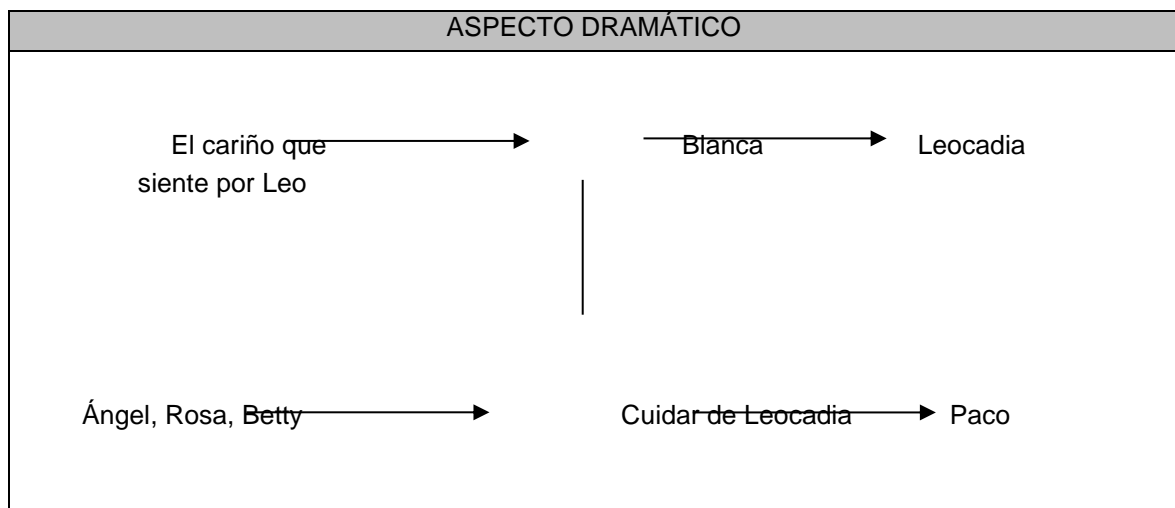 ASPECTO DRAMÁTICO
El cariño que Blanca Leocadia
siente por Leo
Ángel, Rosa, Betty Cuidar de Leocadia Paco